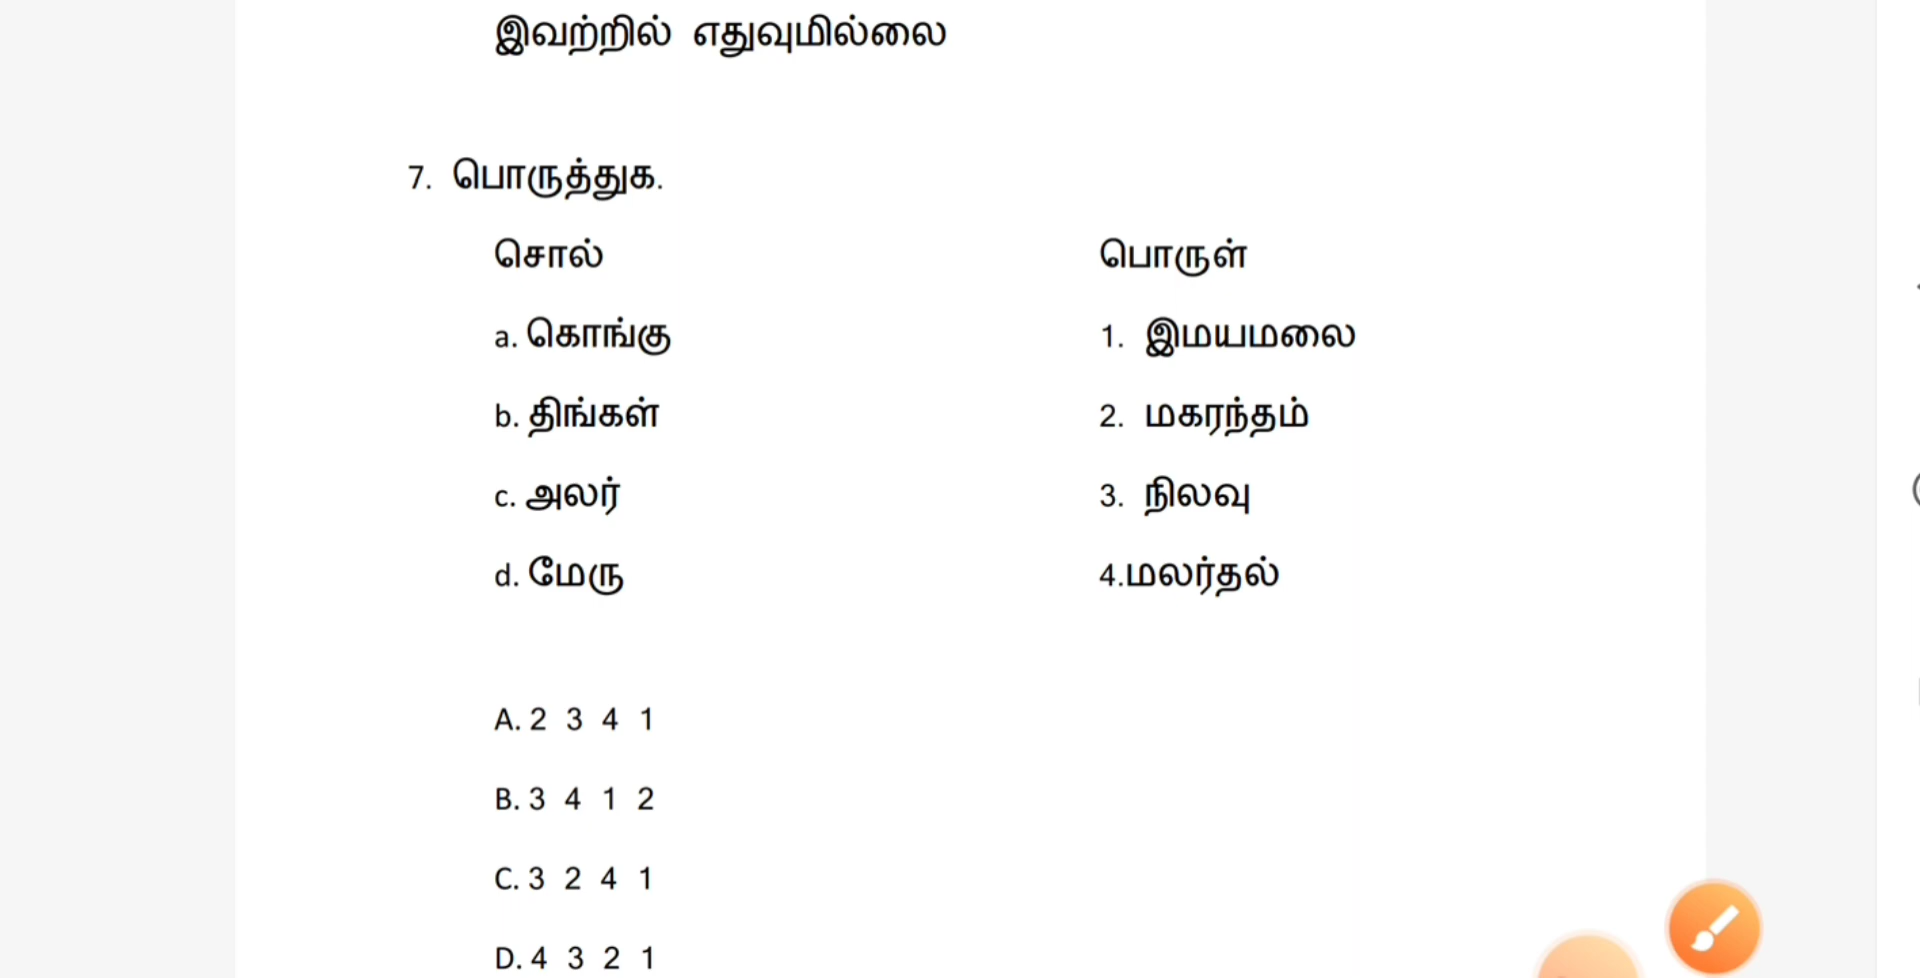 இவற்றில் எதுவுமில்லை
7. பொருத்துக.
சொல் பொருள்
a. கொங்கு 1. இமயமலை
b. திங்கள் 2. மகரந்தம்
c. அலர் 3. நிலவு
d. மேரு 4.மலர்தல்
A. 2 3 4 1
B. 3 4 1 2
C. 3 2 4 1
D. 4 3 2 1